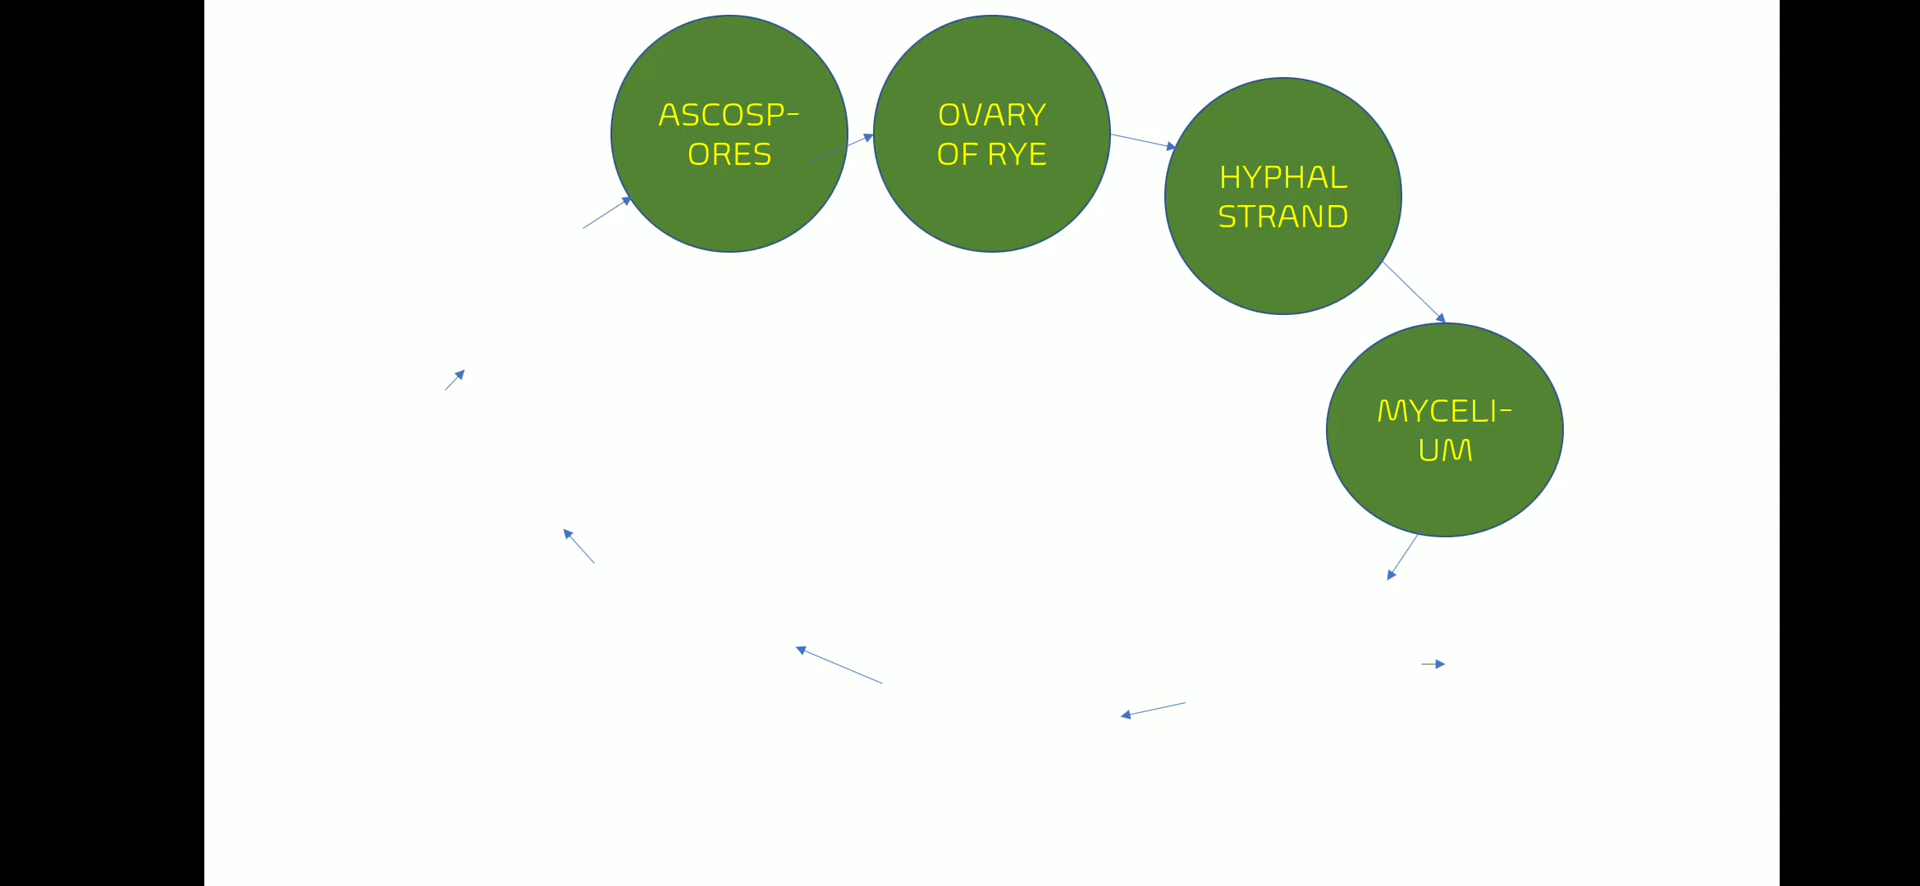 ASCOSP-
ORES
OVARY
OF RYE
HYPHAL
STRAND
MYCELI-
UM